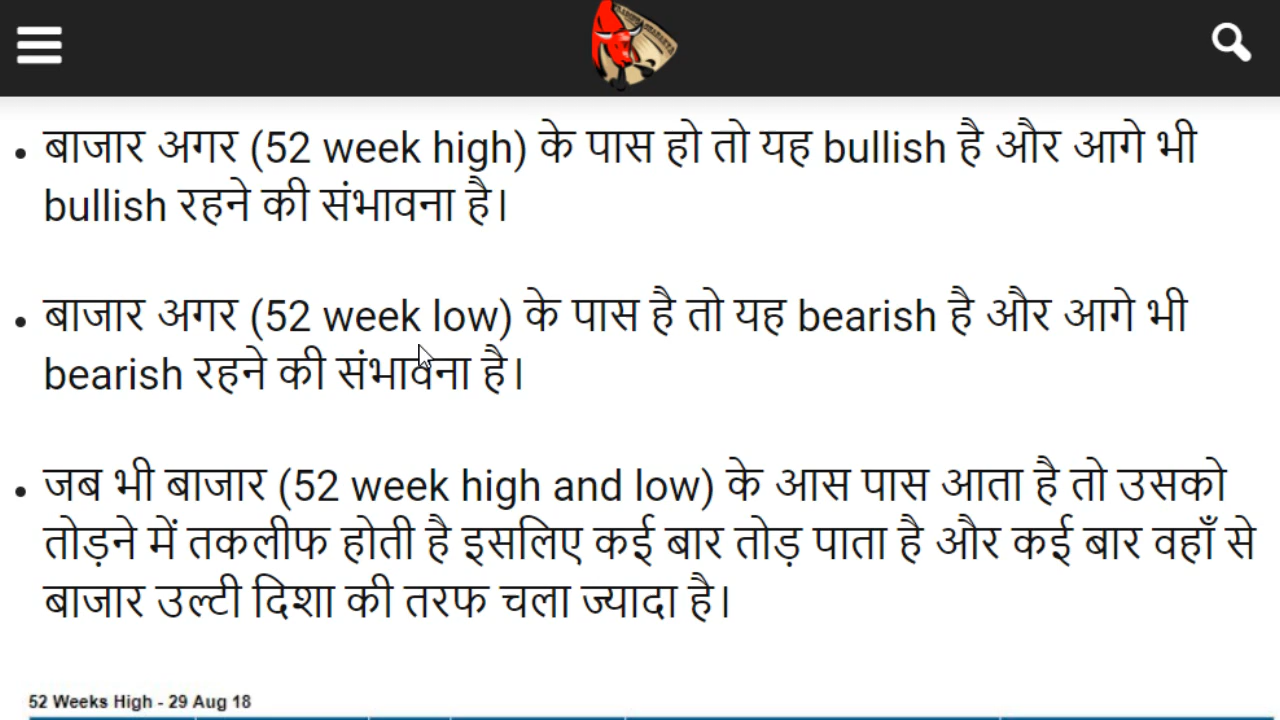 बाजार अगर (52 week high) के पास हो तो यह bullish है और आगे भी
bullish रहने की संभावना है।
बाजार अगर (52 week low) के पास है तो यह bearish है और आगे भी
bearish रहने की संभावना है।
जब भी बाजार (52 week high and low) के आस पास आता है तो उसको
तोड़ने में तकलीफ होती है इसलिए कई बार तोड़ पाता है और कई बार वहाँ से
बाजार उल्टी दिशा की तरफ चला ज्यादा है।
52 Weeks High - 29 Aug 18